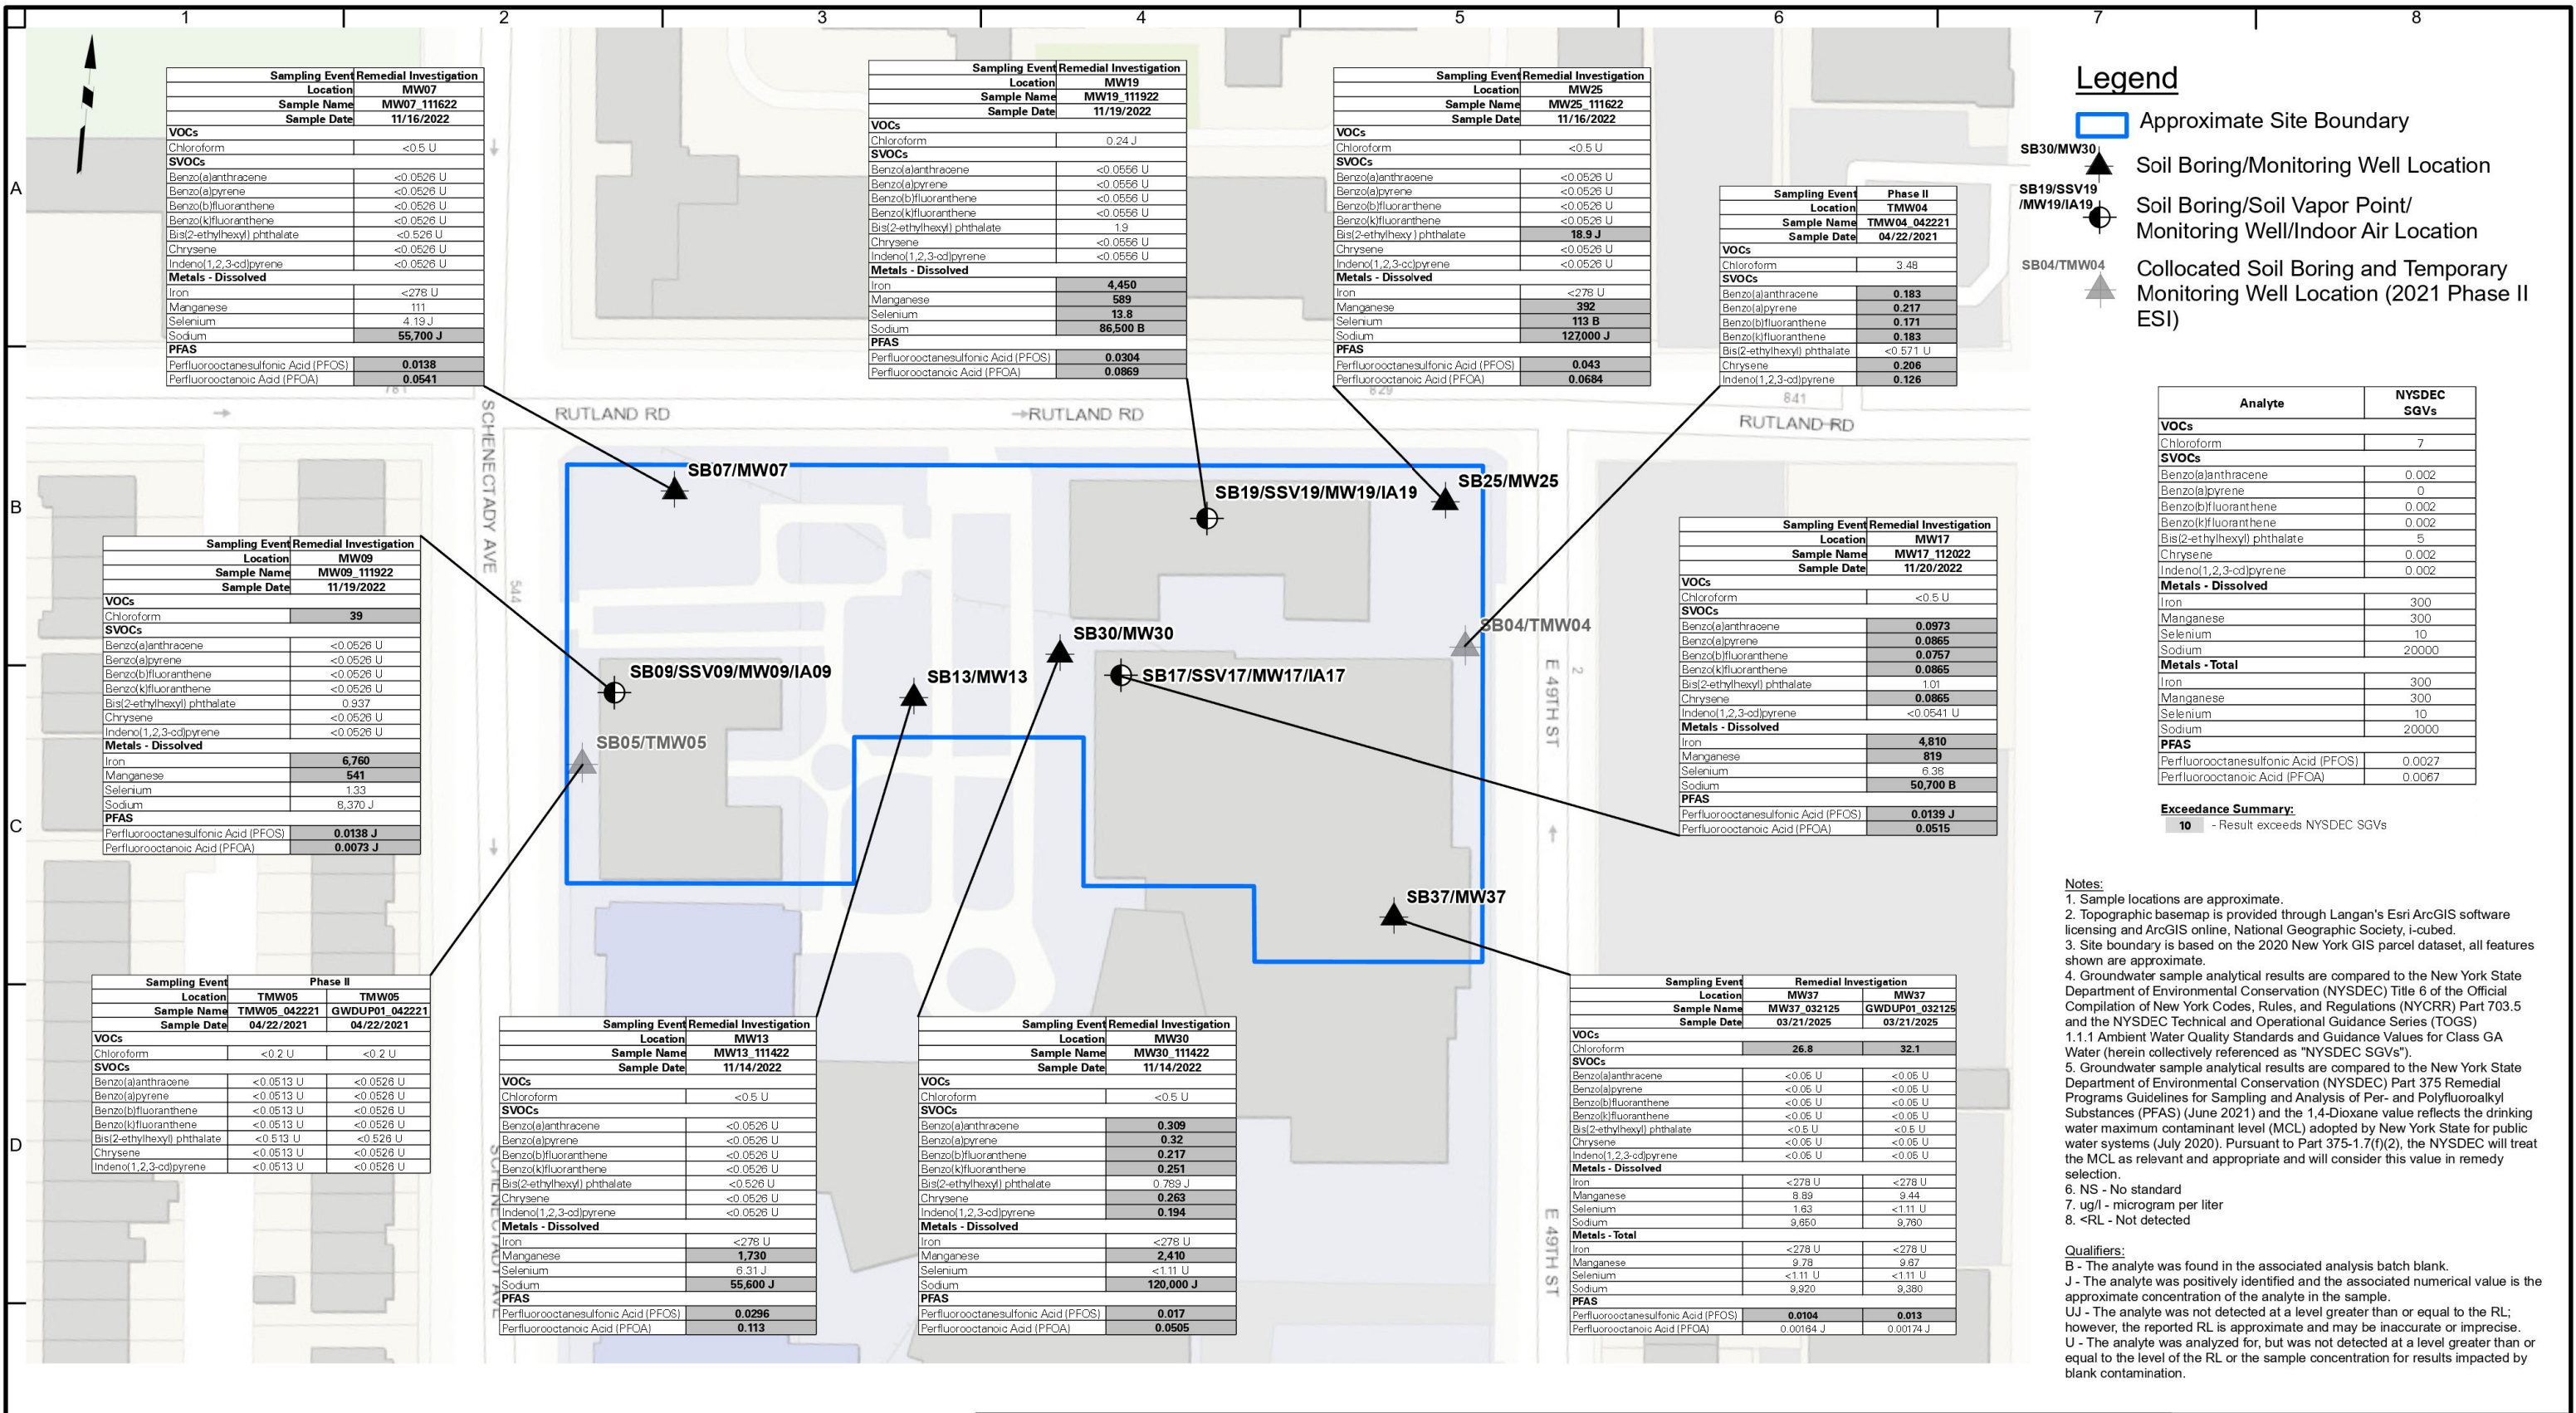 1 2 3 4 5 6 7 8
A
B
C
D
Sampling Event Remedial Investigation
Location MW07
Sample Name MW07_111622
Sample Date 11/16/2022
VOCs
Chloroform <0.5 U
SVOCs
Benzo(a)anthracene <0.0526 U
Benzo(a)pyrene <0.0526 U
Benzo(b)fluoranthene <0.0526 U
Benzo(k)fluoranthene <0.0526 U
Bis(2-ethylhexyl) phthalate <0.526 U
Chrysene <0.0526 U
Indeno(1,2,3-cd)pyrene <0.0526 U
Metals - Dissolved
Iron <278 U
Manganese 111
Selenium 4.19 J
Sodium 55,700 J
PFAS
Perfluorooctanesulfonic Acid (PFOS) 0.0138
Perfluorooctanoic Acid (PFOA) 0.0541
Sampling Event Remedial Investigation
Location MW19
Sample Name MW19_111922
Sample Date 11/19/2022
VOCs
Chloroform 0.24 J
SVOCs
Benzo(a)anthracene <0.0556 U
Benzo(a)pyrene <0.0556 U
Benzo(b)fluoranthene <0.0556 U
Benzo(k)fluoranthene <0.0556 U
Bis(2-ethylhexyl) phthalate 1.9
Chrysene <0.0556 U
Indeno(1,2,3-cd)pyrene <0.0556 U
Metals - Dissolved
Iron 4,450
Manganese 589
Selenium 13.8
Sodium 86,500 B
PFAS
Perfluorooctanesulfonic Acid (PFOS) 0.0304
Perfluorooctanoic Acid (PFOA) 0.0869
Sampling Event Remedial Investigation
Location MW25
Sample Name MW25_111622
Sample Date 11/16/2022
VOCs
Chloroform <0.5 U
SVOCs
Benzo(a)anthracene <0.0526 U
Benzo(a)pyrene <0.0526 U
Benzo(b)fluoranthene <0.0526 U
Benzo(k)fluoranthene <0.0526 U
Bis(2-ethylhexy ) phthalate 18.9 J
Chrysene <0.0526 U
Indeno(1,2,3-cc)pyrene <0.0526 U
Metals - Dissolved
Iron <278 U
Manganese 392
Selenium 113 B
Sodium 127,000 J
PFAS
Perfluorooctanesulfonic Acid (PFOS) 0.043
Perfluorooctanoic Acid (PFOA) 0.0684
Sampling Event Phase II
Location TMW04
Sample Name TMW04_042221
Sample Date 04/22/2021
VOCs
Chloroform 3.48
SVOCs
Benzo(a)anthracene 0.183
Benzo(a)pyrene 0.217
Benzo(b)fluoranthene 0.171
Benzo(k)fluoranthene 0.183
Bis(2-ethylhexyl) phthalate <0.571 U
Chrysene 0.206
Indeno(1,2,3-cd)pyrene 0.126
Legend
Approximate Site Boundary
SB30/MW30
Soil Boring/Monitoring Well Location
SB19/SSV19
/MW19/IA19
Soil Boring/Soil Vapor Point/
Monitoring Well/Indoor Air Location
SB04/TMW04
Collocated Soil Boring and Temporary
Monitoring Well Location (2021 Phase II
ESI)
781
829
841
RUTLAND RD
RUTLAND RD
RUTLAND RD
SCHENECTADY AVE
544
E 49TH ST
2
E 49TH ST
SB07/MW07
SB19/SSV19/MW19/IA19
SB25/MW25
SB04/TMW04
SB30/MW30
SB09/SSV09/MW09/IA09
SB13/MW13
SB17/SSV17/MW17/IA17
SB05/TMW05
SB37/MW37
Analyte NYSDEC SGVs
VOCs
Chloroform 7
SVOCs
Benzo(a)anthracene 0.002
Benzo(a)pyrene 0
Benzo(b)fluoranthene 0.002
Benzo(k)fluoranthene 0.002
Bis(2-ethylhexyl) phthalate 5
Chrysene 0.002
Indeno(1,2,3-cd)pyrene 0.002
Metals - Dissolved
Iron 300
Manganese 300
Selenium 10
Sodium 20000
Metals - Total
Iron 300
Manganese 300
Selenium 10
Sodium 20000
PFAS
Perfluorooctanesulfonic Acid (PFOS) 0.0027
Perfluorooctanoic Acid (PFOA) 0.0067
Exceedance Summary:
10 - Result exceeds NYSDEC SGVs
Sampling Event Remedial Investigation
Location MW09
Sample Name MW09_111922
Sample Date 11/19/2022
VOCs
Chloroform 39
SVOCs
Benzo(a)anthracene <0.0526 U
Benzo(a)pyrene <0.0526 U
Benzo(b)fluoranthene <0.0526 U
Benzo(k)fluoranthene <0.0526 U
Bis(2-ethylhexyl) phthalate 0.937
Chrysene <0.0526 U
Indeno(1,2,3-cd)pyrene <0.0526 U
Metals - Dissolved
Iron 6,760
Manganese 541
Selenium 1.33
Sodium 8,370 J
PFAS
Perfluorooctanesulfonic Acid (PFOS) 0.0138 J
Perfluorooctanoic Acid (PFOA) 0.0073 J
Sampling Event Remedial Investigation
Location MW17
Sample Name MW17_112022
Sample Date 11/20/2022
VOCs
Chloroform <0.5 U
SVOCs
Benzo(a)anthracene 0.0973
Benzo(a)pyrene 0.0865
Benzo(b)fluoranthene 0.0757
Benzo(k)fluoranthene 0.0865
Bis(2-ethylhexyl) phthalate 1.01
Chrysene 0.0865
Indeno(1,2,3-cd)pyrene <0.0541 U
Metals - Dissolved
Iron 4,810
Manganese 819
Selenium 6.38
Sodium 50,700 B
PFAS
Perfluorooctanesulfonic Acid (PFOS) 0.0139 J
Perfluorooctanoic Acid (PFOA) 0.0515
Sampling Event Phase II
Location TMW05 TMW05
Sample Name TMW05_042221 GWDUP01_042221
Sample Date 04/22/2021 04/22/2021
VOCs
Chloroform <0.2 U <0.2 U
SVOCs
Benzo(a)anthracene <0.0513 U <0.0526 U
Benzo(a)pyrene <0.0513 U <0.0526 U
Benzo(b)fluoranthene <0.0513 U <0.0526 U
Benzo(k)fluoranthene <0.0513 U <0.0526 U
Bis(2-ethylhexyl) phthalate <0.513 U <0.526 U
Chrysene <0.0513 U <0.0526 U
Indeno(1,2,3-cd)pyrene <0.0513 U <0.0526 U
Sampling Event Remedial Investigation
Location MW13
Sample Name MW13_111422
Sample Date 11/14/2022
VOCs
Chloroform <0.5 U
SVOCs
Benzo(a)anthracene <0.0526 U
Benzo(a)pyrene <0.0526 U
Benzo(b)fluoranthene <0.0526 U
Benzo(k)fluoranthene <0.0526 U
Bis(2-ethylhexyl) phthalate <0.526 U
Chrysene <0.0526 U
Indeno(1,2,3-cd)pyrene <0.0526 U
Metals - Dissolved
Iron <278 U
Manganese 1,730
Selenium 6.31 J
Sodium 55,600 J
PFAS
Perfluorooctanesulfonic Acid (PFOS) 0.0296
Perfluorooctanoic Acid (PFOA) 0.113
Sampling Event Remedial Investigation
Location MW30
Sample Name MW30_111422
Sample Date 11/14/2022
VOCs
Chloroform <0.5 U
SVOCs
Benzo(a)anthracene 0.309
Benzo(a)pyrene 0.32
Benzo(b)fluoranthene 0.217
Benzo(k)fluoranthene 0.251
Bis(2-ethylhexyl) phthalate 0.789 J
Chrysene 0.263
Indeno(1,2,3-cd)pyrene 0.194
Metals - Dissolved
Iron <278 U
Manganese 2,410
Selenium <1.11 U
Sodium 120,000 J
PFAS
Perfluorooctanesulfonic Acid (PFOS) 0.017
Perfluorooctanoic Acid (PFOA) 0.0505
Sampling Event Remedial Investigation
Location MW37 MW37
Sample Name MW37_032125 GWDUP01_032125
Sample Date 03/21/2025 03/21/2025
VOCs
Chloroform 26.8 32.1
SVOCs
Benzo(a)anthracene <0.05 U <0.05 U
Benzo(a)pyrene <0.05 U <0.05 U
Benzo(b)fluoranthene <0.05 U <0.05 U
Benzo(k)fluoranthene <0.05 U <0.05 U
Bis(2-ethylhexyl) phthalate <0.5 U <0.5 U
Chrysene <0.05 U <0.05 U
Indeno(1,2,3-cd)pyrene <0.05 U <0.05 U
Metals - Dissolved
Iron <278 U <278 U
Manganese 8.89 9.44
Selenium 1.63 <1.11 U
Sodium 9,650 9,760
Metals - Total
Iron <278 U <278 U
Manganese 9.78 9.67
Selenium <1.11 U <1.11 U
Sodium 9,920 9,380
PFAS
Perfluorooctanesulfonic Acid (PFOS) 0.0104 0.013
Perfluorooctanoic Acid (PFOA) 0.00164 J 0.00174 J
Notes:
1. Sample locations are approximate.
2. Topographic basemap is provided through Langan's Esri ArcGIS software
licensing and ArcGIS online, National Geographic Society, i-cubed.
3. Site boundary is based on the 2020 New York GIS parcel dataset, all features
shown are approximate.
4. Groundwater sample analytical results are compared to the New York State
Department of Environmental Conservation (NYSDEC) Title 6 of the Official
Compilation of New York Codes, Rules, and Regulations (NYCRR) Part 703.5
and the NYSDEC Technical and Operational Guidance Series (TOGS)
1.1.1 Ambient Water Quality Standards and Guidance Values for Class GA
Water (herein collectively referenced as "NYSDEC SGVs").
5. Groundwater sample analytical results are compared to the New York State
Department of Environmental Conservation (NYSDEC) Part 375 Remedial
Programs Guidelines for Sampling and Analysis of Per- and Polyfluoroalkyl
Substances (PFAS) (June 2021) and the 1,4-Dioxane value reflects the drinking
water maximum contaminant level (MCL) adopted by New York State for public
water systems (July 2020). Pursuant to Part 375-1.7(f)(2), the NYSDEC will treat
the MCL as relevant and appropriate and will consider this value in remedy
selection.
6. NS - No standard
7. ug/l - microgram per liter
8. <RL - Not detected
Qualifiers:
B - The analyte was found in the associated analysis batch blank.
J - The analyte was positively identified and the associated numerical value is the
approximate concentration of the analyte in the sample.
UJ - The analyte was not detected at a level greater than or equal to the RL;
however, the reported RL is approximate and may be inaccurate or imprecise.
U - The analyte was analyzed for, but was not detected at a level greater than or
equal to the level of the RL or the sample concentration for results impacted by
blank contamination.